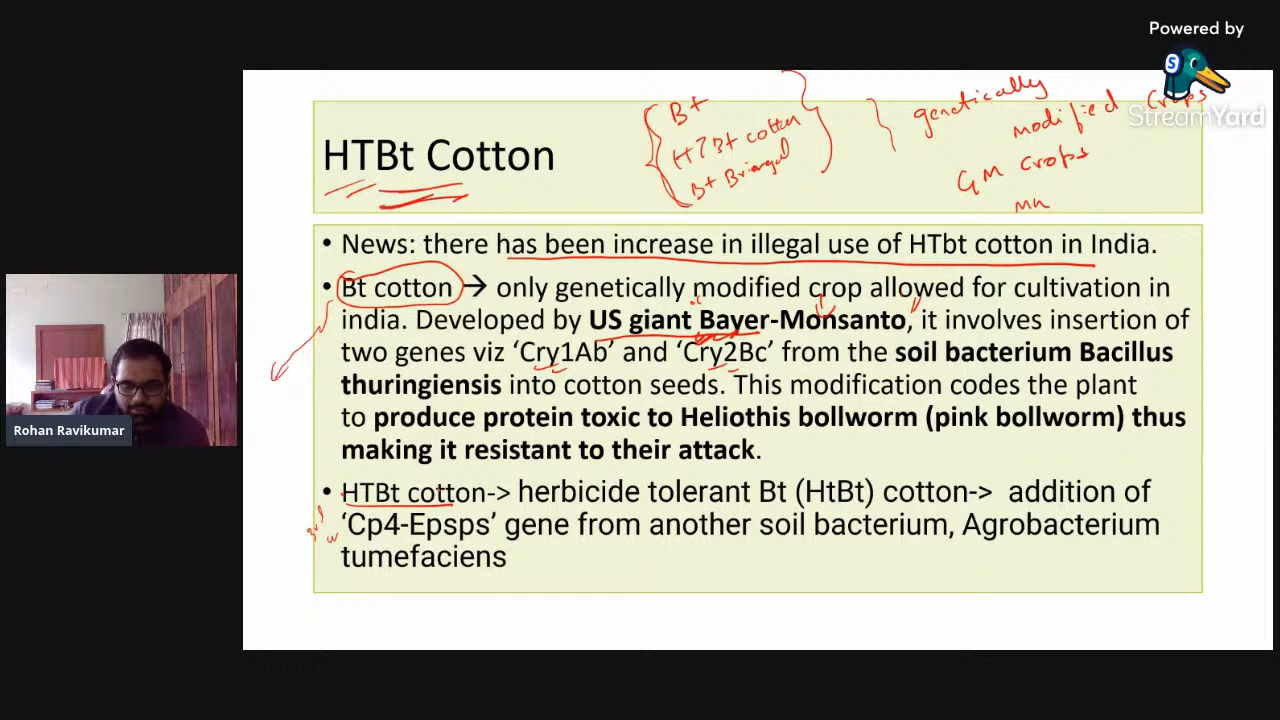 Powered by
StreamYard
Bt
HTBt cotton
Bt Bringal
genetically
modified crops
GM crops
HTBt Cotton
• News: there has been increase in illegal use of HTbt cotton in India.
• Bt cotton → only genetically modified crop allowed for cultivation in
india. Developed by US giant Bayer-Monsanto, it involves insertion of
two genes viz ‘Cry1Ab’ and ‘Cry2Bc’ from the soil bacterium Bacillus
thuringiensis into cotton seeds. This modification codes the plant
to produce protein toxic to Heliothis bollworm (pink bollworm) thus
making it resistant to their attack.
• HTBt cotton-> herbicide tolerant Bt (HtBt) cotton-> addition of
‘Cp4-Epsps’ gene from another soil bacterium, Agrobacterium
tumefaciens
Rohan Ravikumar